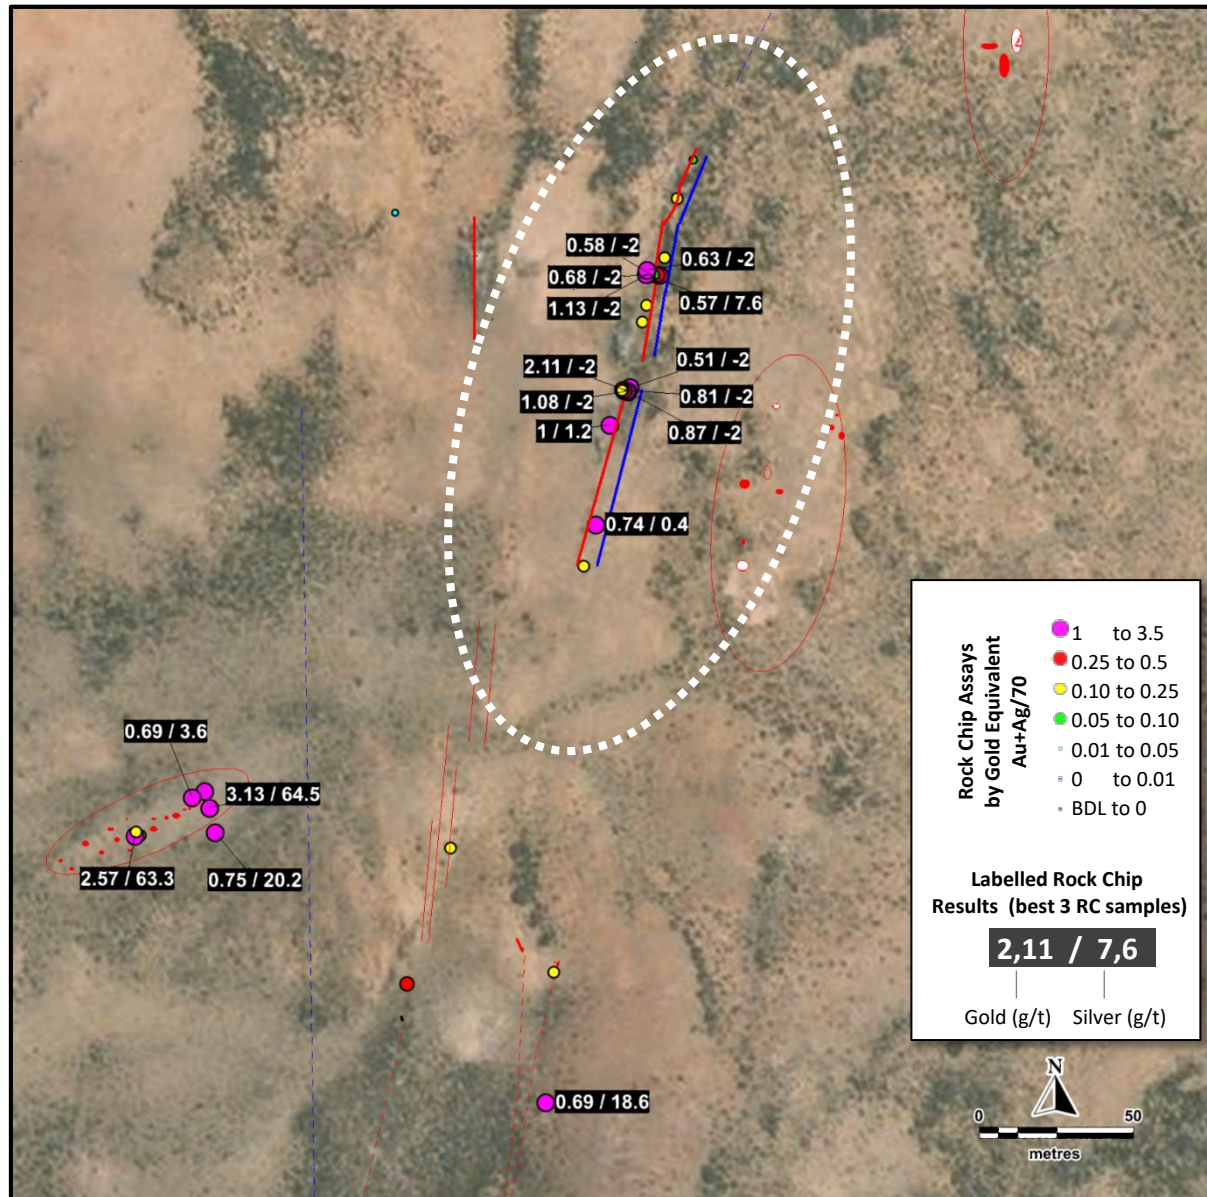 0.58 / -2
0.63 / -2
0.68 / -2
1.13 / -2
0.57 / 7.6
2.11 / -2
0.51 / -2
1.08 / -2
0.81 / -2
1 / 1.2
0.87 / -2
0.74 / 0.4
0.69 / 3.6
3.13 / 64.5
2.57 / 63.3
0.75 / 20.2
0.69 / 18.6
Rock Chip Assays
by Gold Equivalent
Au+Ag/70
1 to 3.5
0.25 to 0.5
0.10 to 0.25
0.05 to 0.10
0.01 to 0.05
0 to 0.01
BDL to 0
Labelled Rock Chip
Results (best 3 RC samples)
2,11 / 7,6
Gold (g/t) Silver (g/t)
N
0 50
metres